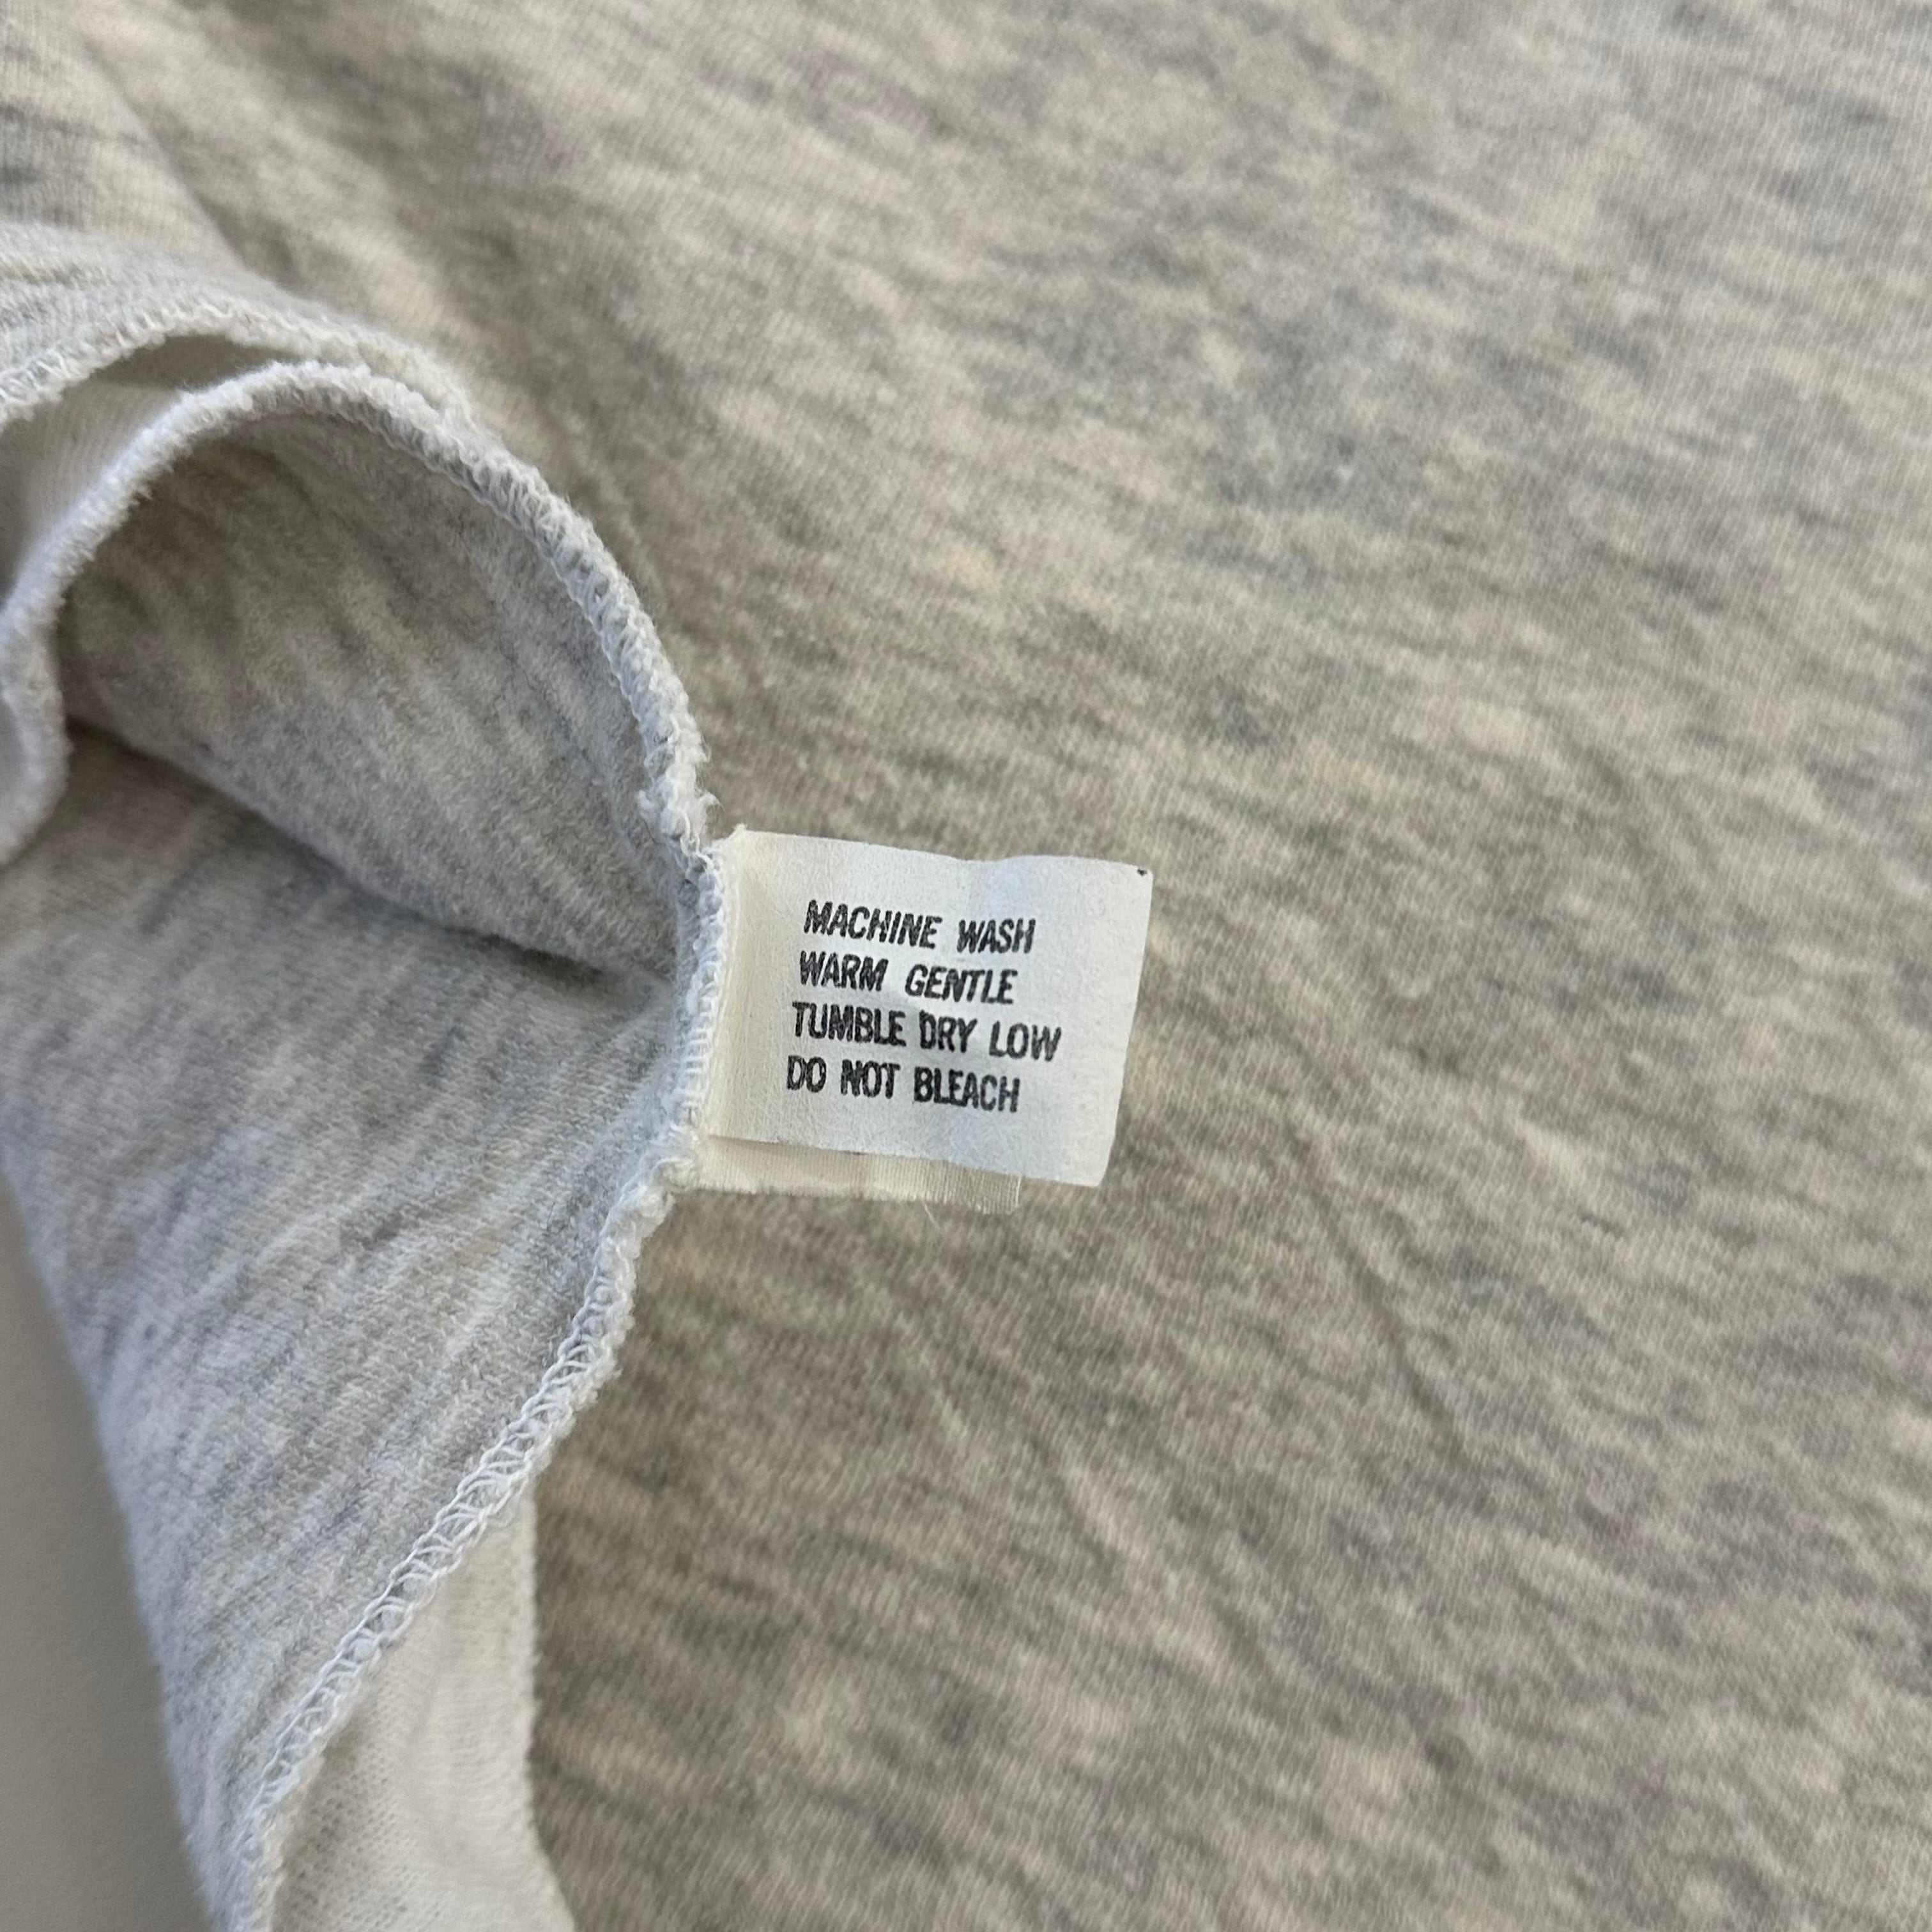 MACHINE WASH
WARM GENTLE
TUMBLE DRY LOW
DO NOT BLEACH